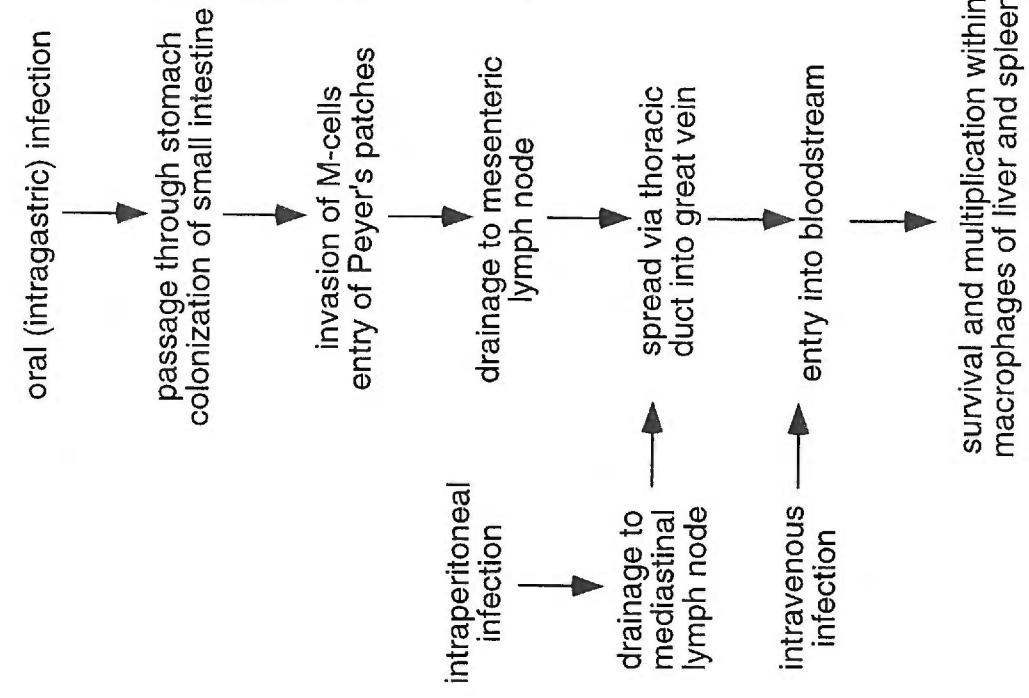 oral (intragastric) infection
passage through stomach
colonization of small intestine
invasion of M-cells
entry of Peyer's patches
drainage to mesenteric
lymph node
intraperitoneal
infection
drainage to
mediastinal
lymph node
spread via thoracic
duct into great vein
intravenous
infection
entry into bloodstream
survival and multiplication within
macrophages of liver and spleen